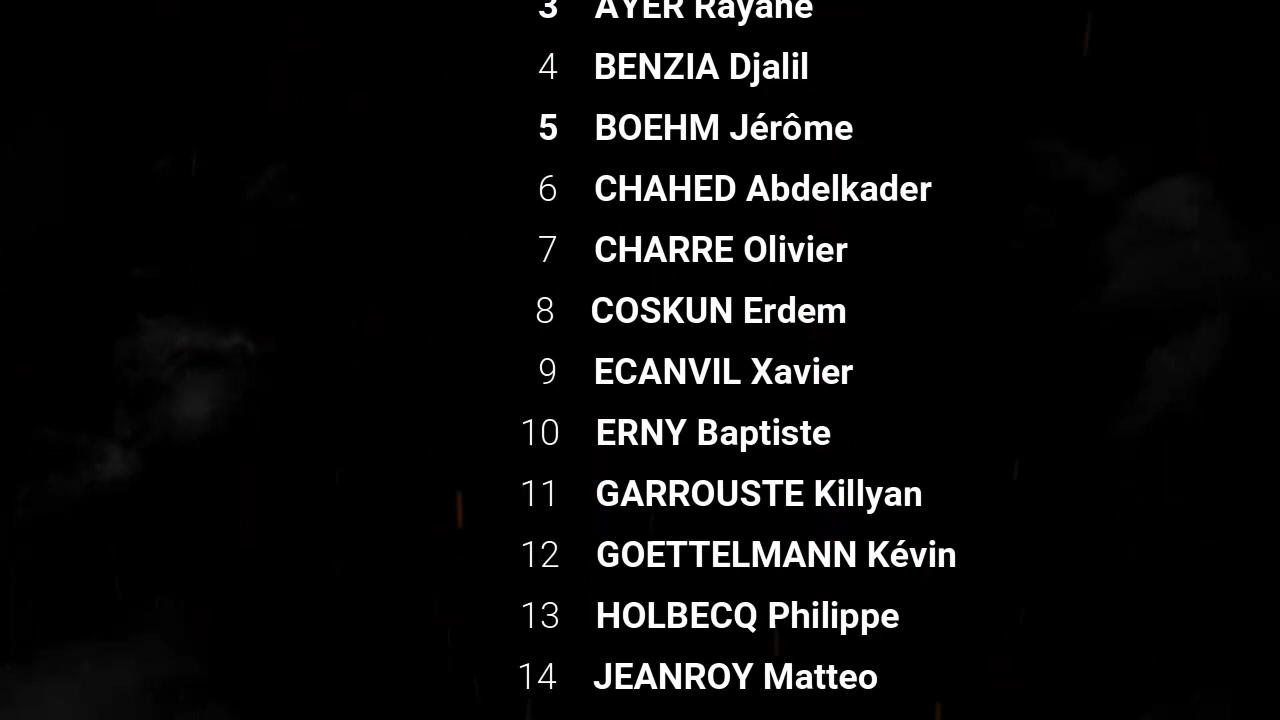 3 AYER Rayane
4 BENZIA Djalil
5 BOEHM Jérôme
6 CHAHED Abdelkader
7 CHARRE Olivier
8 COSKUN Erdem
9 ECANVIL Xavier
10 ERNY Baptiste
11 GARROUSTE Killyan
12 GOETTELMANN Kévin
13 HOLBECQ Philippe
14 JEANROY Matteo